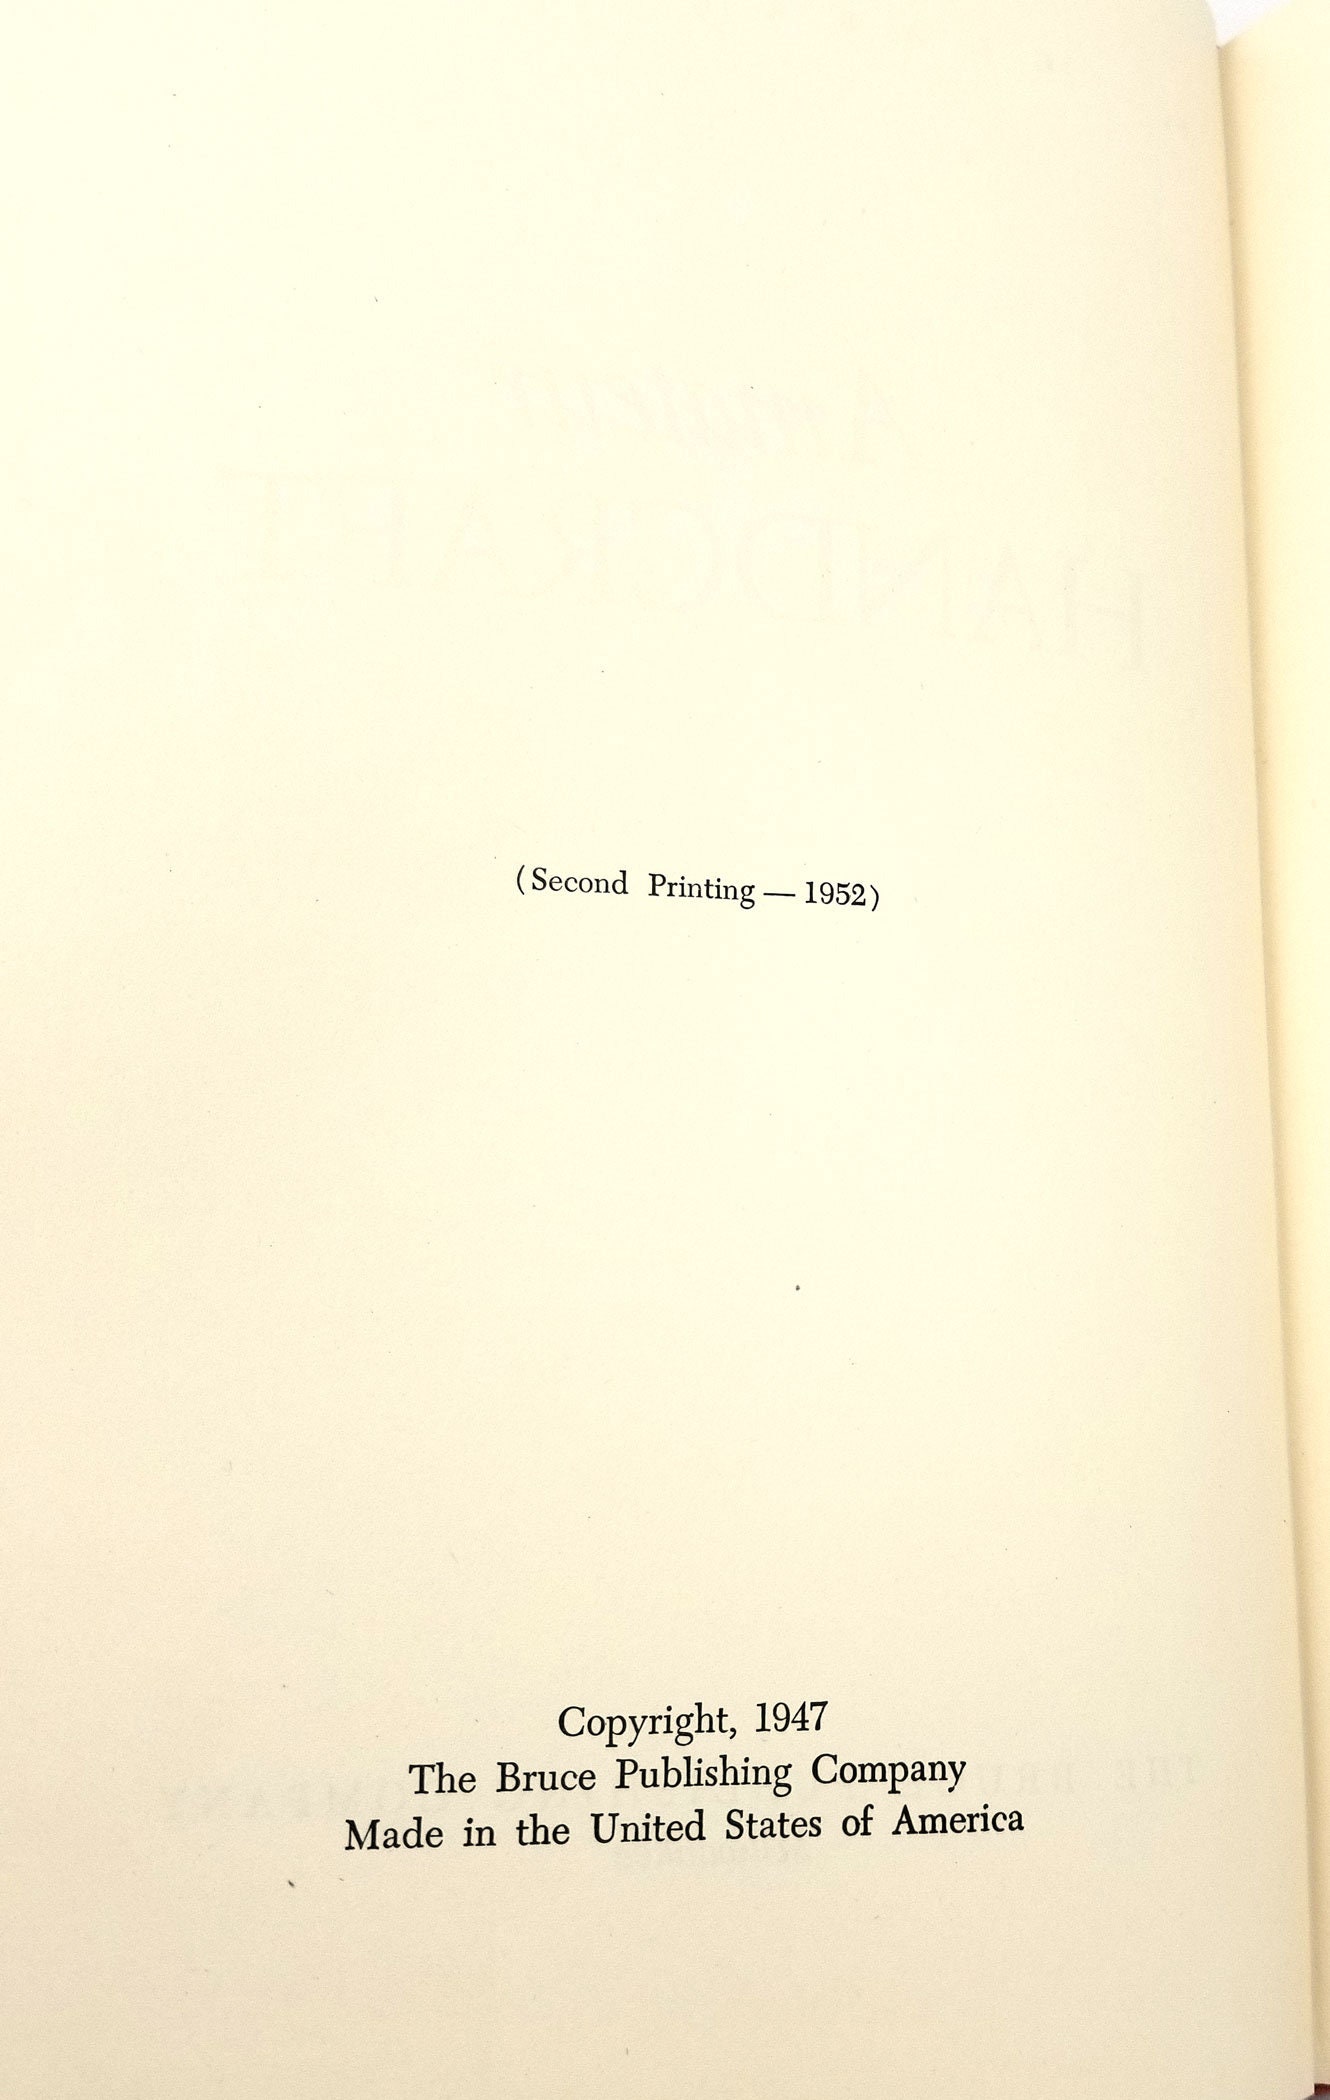 (Second Printing — 1952)
Copyright, 1947
The Bruce Publishing Company
Made in the United States of America